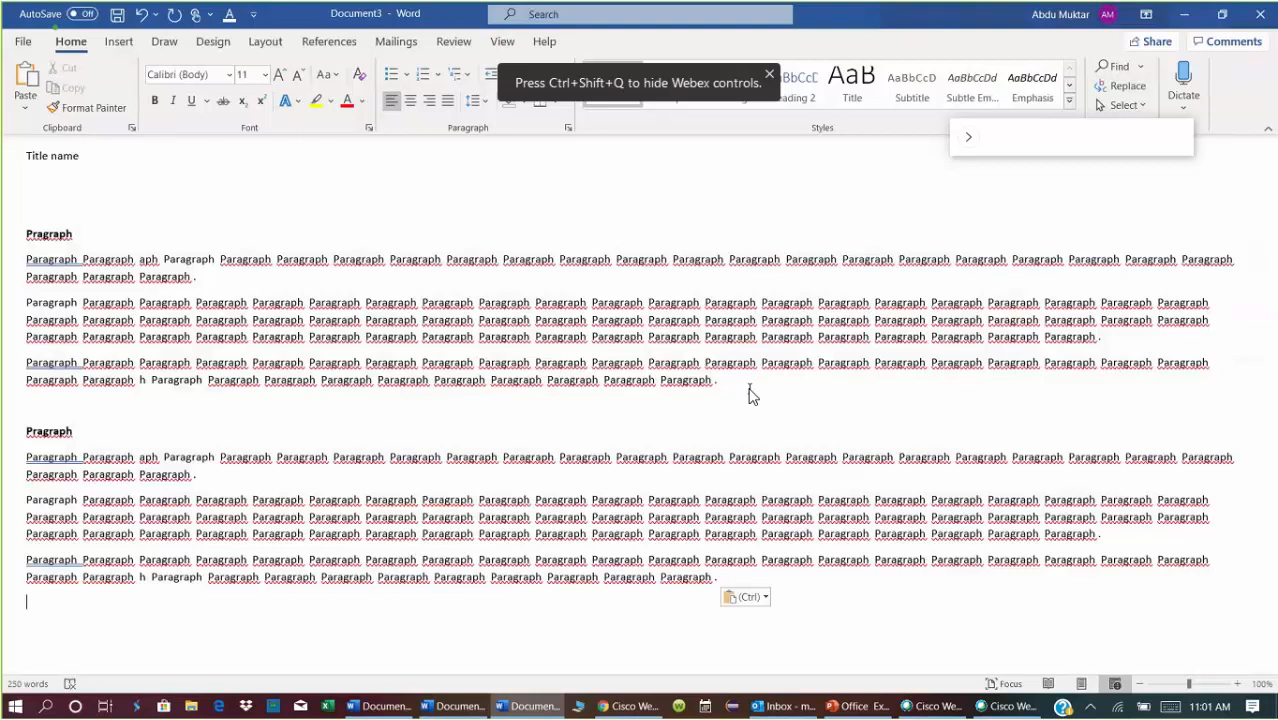 AutoSave Off Document3 - Word Search Abdu Muktar AM
File Home Insert Draw Design Layout References Mailings Review View Help Share Comments
Paste Cut Copy Format Painter Clipboard
Calibri (Body) 11 Font
Paragraph
Press Ctrl+Shift+Q to hide Webex controls.
eading 2 Title Subtitle Subtle Em... Emphasis Styles
Find Replace Select Editing Dictate
Title name
Pragraph
Paragraph Paragraph aph Paragraph Paragraph Paragraph Paragraph Paragraph Paragraph Paragraph Paragraph Paragraph Paragraph Paragraph Paragraph Paragraph Paragraph Paragraph Paragraph Paragraph Paragraph Paragraph
Paragraph Paragraph Paragraph .
Paragraph Paragraph Paragraph Paragraph Paragraph Paragraph Paragraph Paragraph Paragraph Paragraph Paragraph Paragraph Paragraph Paragraph Paragraph Paragraph Paragraph Paragraph Paragraph Paragraph Paragraph
Paragraph Paragraph Paragraph Paragraph Paragraph Paragraph Paragraph Paragraph Paragraph Paragraph Paragraph Paragraph Paragraph Paragraph Paragraph Paragraph Paragraph Paragraph Paragraph Paragraph Paragraph
Paragraph Paragraph Paragraph Paragraph Paragraph Paragraph Paragraph Paragraph Paragraph Paragraph Paragraph Paragraph Paragraph Paragraph Paragraph Paragraph Paragraph Paragraph Paragraph .
Paragraph Paragraph Paragraph Paragraph Paragraph Paragraph Paragraph Paragraph Paragraph Paragraph Paragraph Paragraph Paragraph Paragraph Paragraph Paragraph Paragraph Paragraph Paragraph Paragraph Paragraph
Paragraph Paragraph h Paragraph Paragraph Paragraph Paragraph Paragraph Paragraph Paragraph Paragraph Paragraph Paragraph .
Pragraph
Paragraph Paragraph aph Paragraph Paragraph Paragraph Paragraph Paragraph Paragraph Paragraph Paragraph Paragraph Paragraph Paragraph Paragraph Paragraph Paragraph Paragraph Paragraph Paragraph Paragraph Paragraph
Paragraph Paragraph Paragraph .
Paragraph Paragraph Paragraph Paragraph Paragraph Paragraph Paragraph Paragraph Paragraph Paragraph Paragraph Paragraph Paragraph Paragraph Paragraph Paragraph Paragraph Paragraph Paragraph Paragraph Paragraph
Paragraph Paragraph Paragraph Paragraph Paragraph Paragraph Paragraph Paragraph Paragraph Paragraph Paragraph Paragraph Paragraph Paragraph Paragraph Paragraph Paragraph Paragraph Paragraph Paragraph Paragraph
Paragraph Paragraph Paragraph Paragraph Paragraph Paragraph Paragraph Paragraph Paragraph Paragraph Paragraph Paragraph Paragraph Paragraph Paragraph Paragraph Paragraph Paragraph Paragraph .
Paragraph Paragraph Paragraph Paragraph Paragraph Paragraph Paragraph Paragraph Paragraph Paragraph Paragraph Paragraph Paragraph Paragraph Paragraph Paragraph Paragraph Paragraph Paragraph Paragraph Paragraph
Paragraph Paragraph h Paragraph Paragraph Paragraph Paragraph Paragraph Paragraph Paragraph Paragraph Paragraph Paragraph .
(Ctrl)
250 words Focus 100%
Documen... Documen... Documen... Cisco We... Inbox - m... Office Ex... Cisco We... Cisco We... 11:01 AM